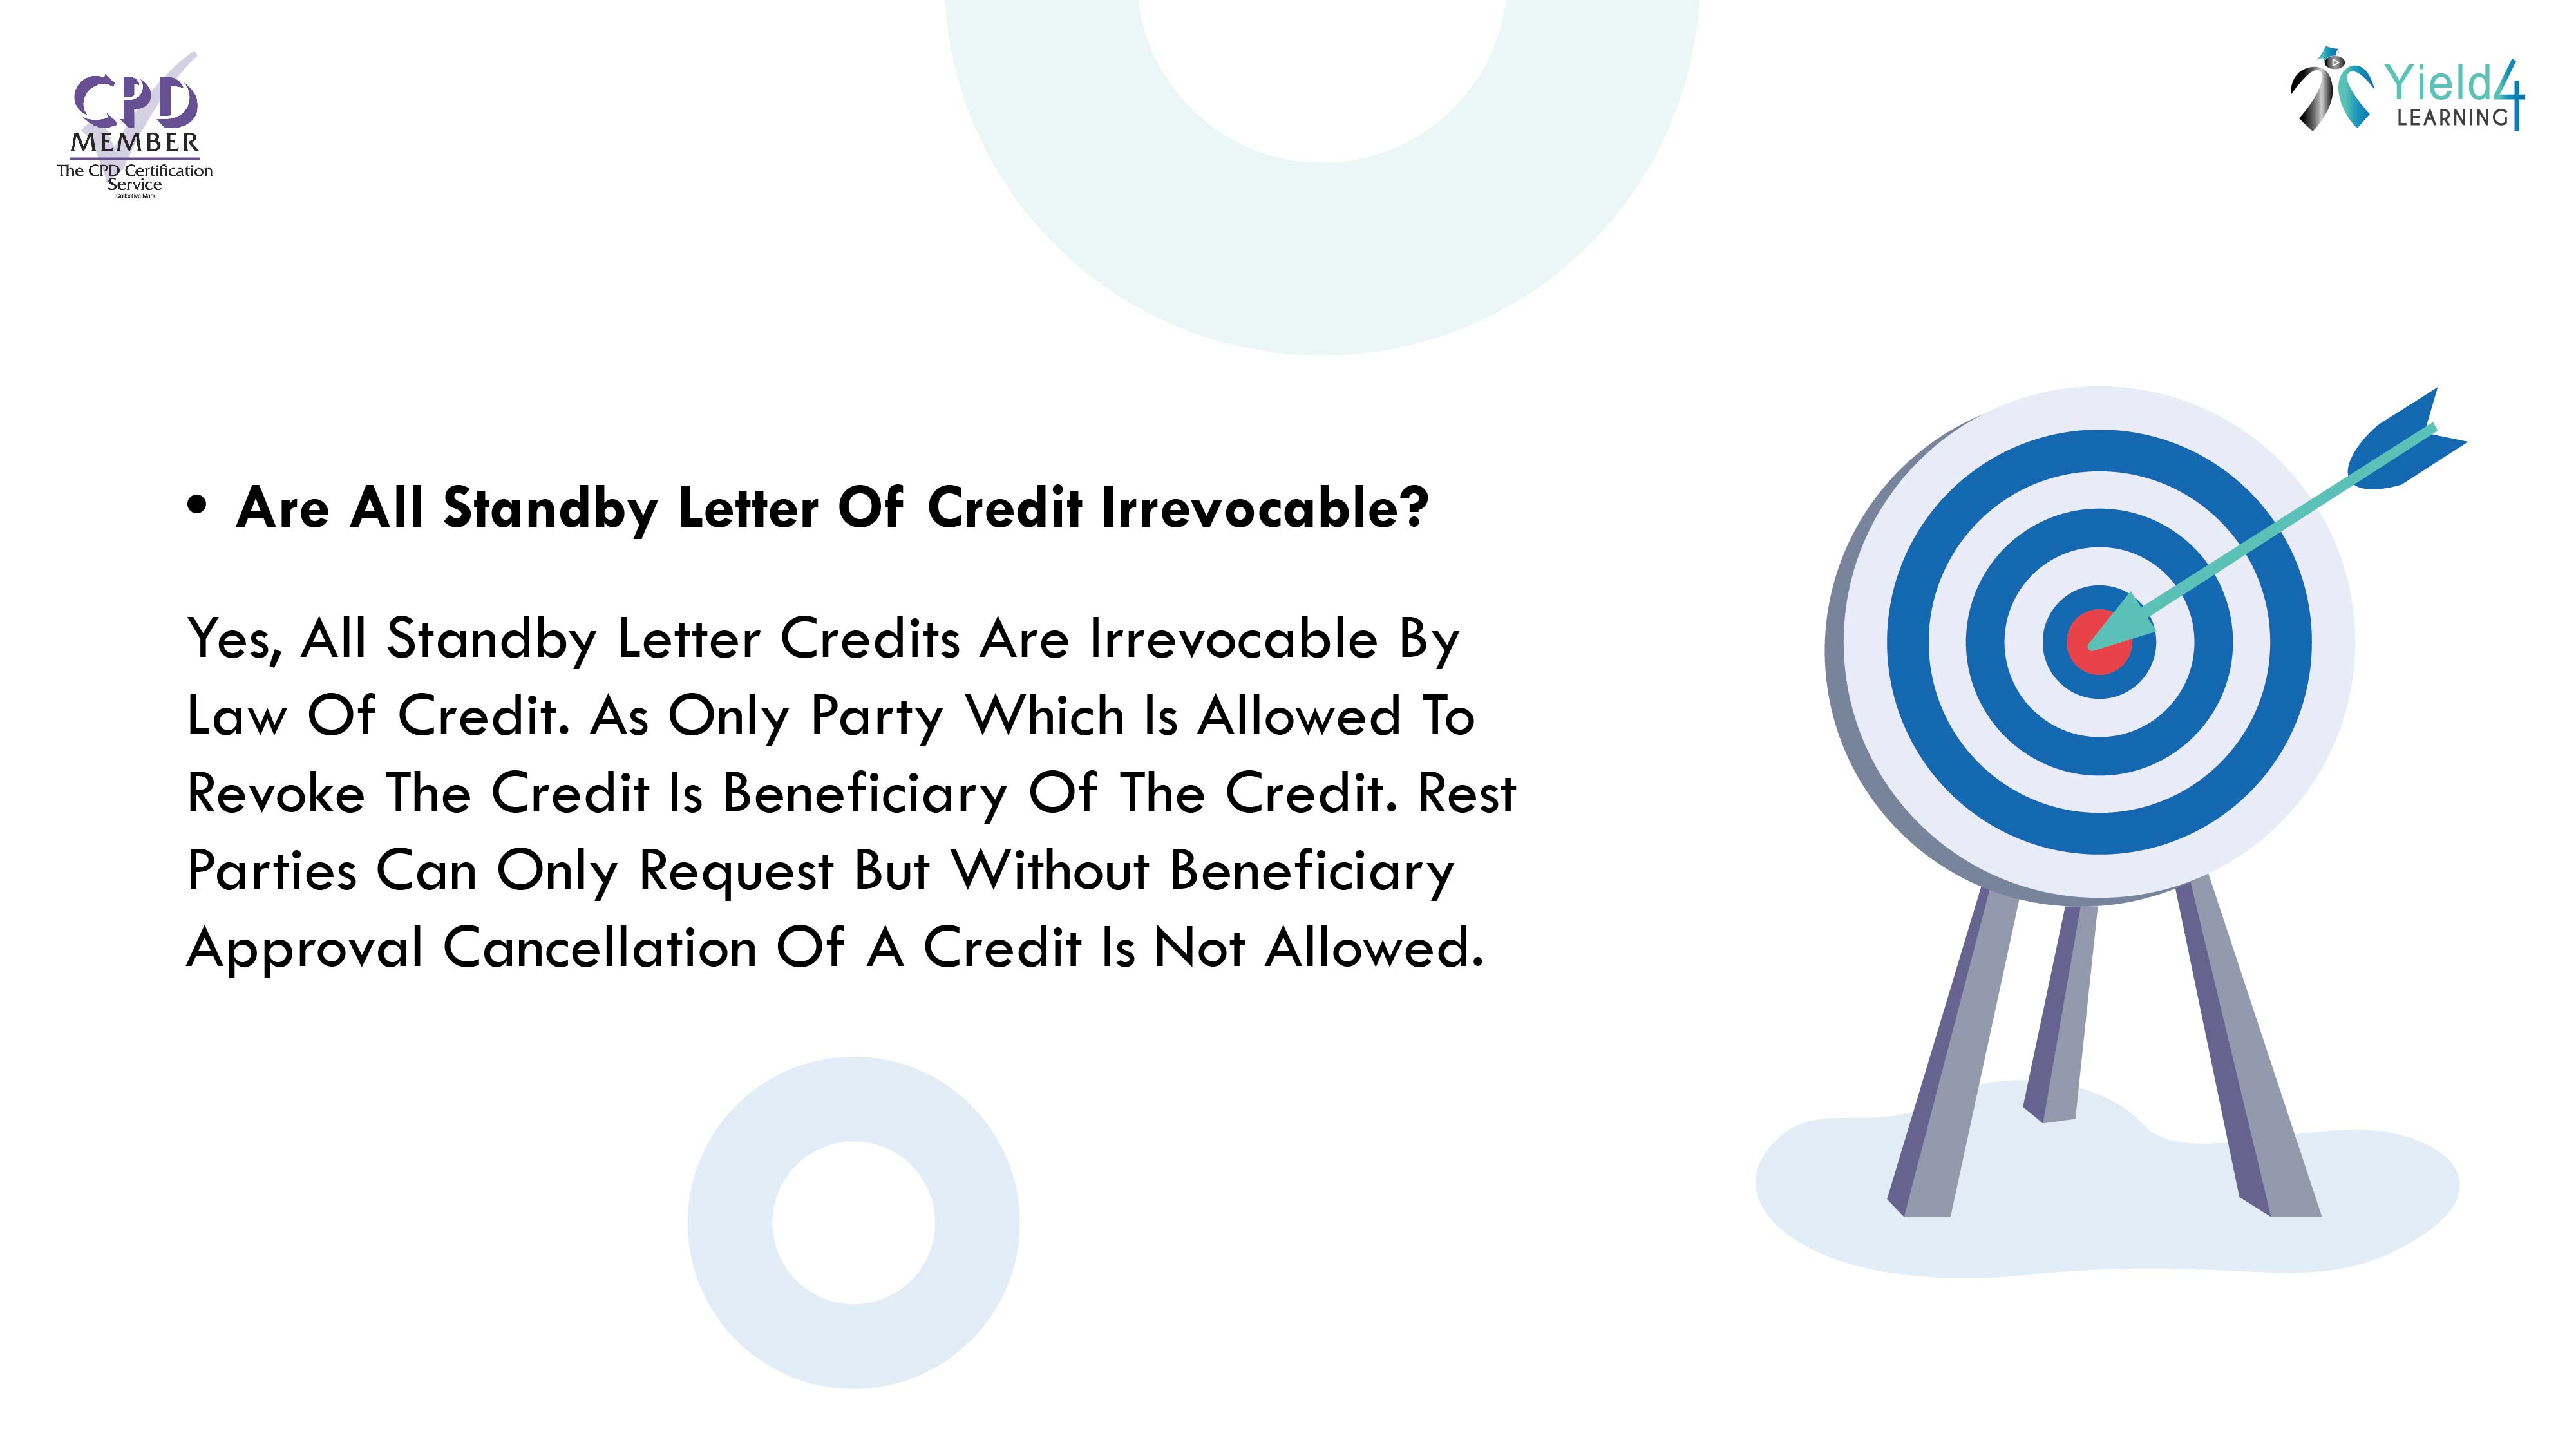 CPD
MEMBER
The CPD Certification
Service
Collective Mark
Yield4
LEARNING
• Are All Standby Letter Of Credit Irrevocable?
Yes, All Standby Letter Credits Are Irrevocable By
Law Of Credit. As Only Party Which Is Allowed To
Revoke The Credit Is Beneficiary Of The Credit. Rest
Parties Can Only Request But Without Beneficiary
Approval Cancellation Of A Credit Is Not Allowed.